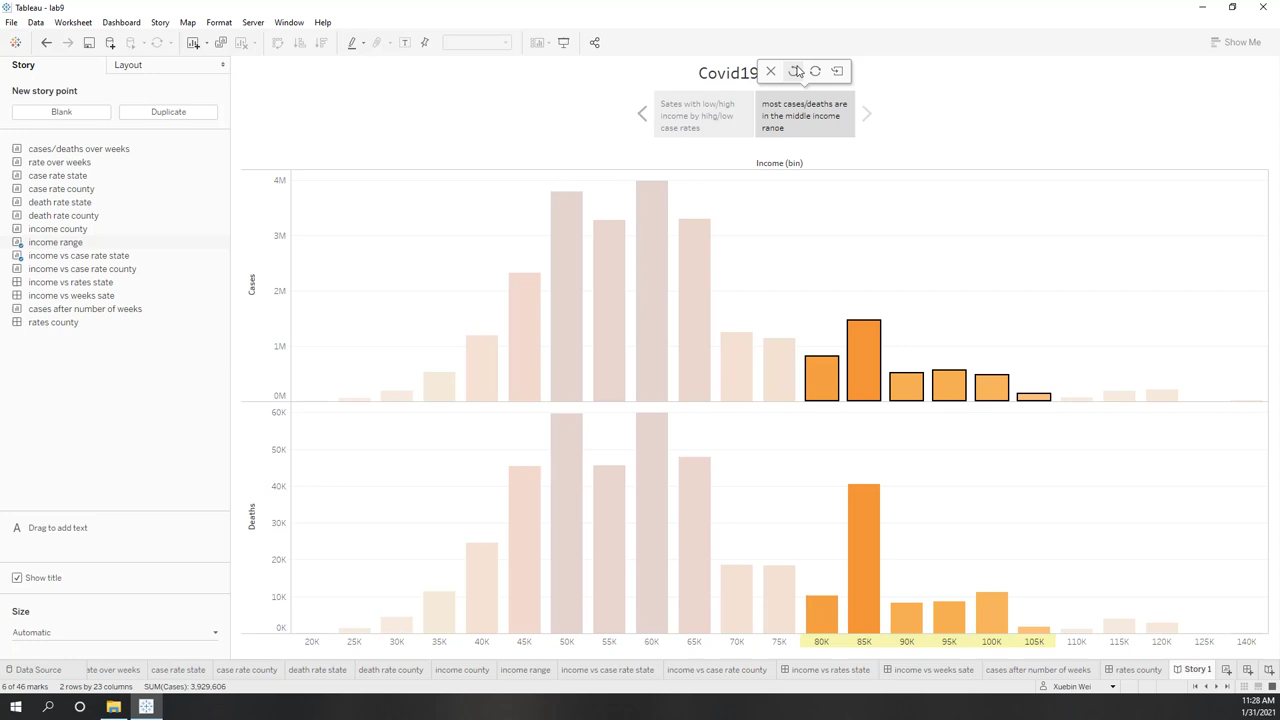 Tableau - lab9
File Data Worksheet Dashboard Story Map Format Server Window Help
Show Me
Story Layout
New story point
Blank Duplicate
cases/deaths over weeks
rate over weeks
case rate state
case rate county
death rate state
death rate county
income county
income range
income vs case rate state
income vs case rate county
income vs rates state
income vs weeks sate
cases after number of weeks
rates county
A Drag to add text
Show title
Size
Automatic
Covid19
Sates with low/high
income by hihg/low
case rates
most cases/deaths are
in the middle income
range
Income (bin)
4M
3M
2M
1M
0M
Cases
60K
50K
40K
30K
20K
10K
0K
Deaths
20K 25K 30K 35K 40K 45K 50K 55K 60K 65K 70K 75K 80K 85K 90K 95K 100K 105K 110K 115K 120K 125K 140K
Data Source ate over weeks case rate state case rate county death rate state death rate county income county income range income vs case rate state income vs case rate county income vs rates state income vs weeks sate cases after number of weeks rates county Story 1
6 of 46 marks 2 rows by 23 columns SUM(Cases): 3,929,606 Xuebin Wei
11:28 AM
1/31/2021